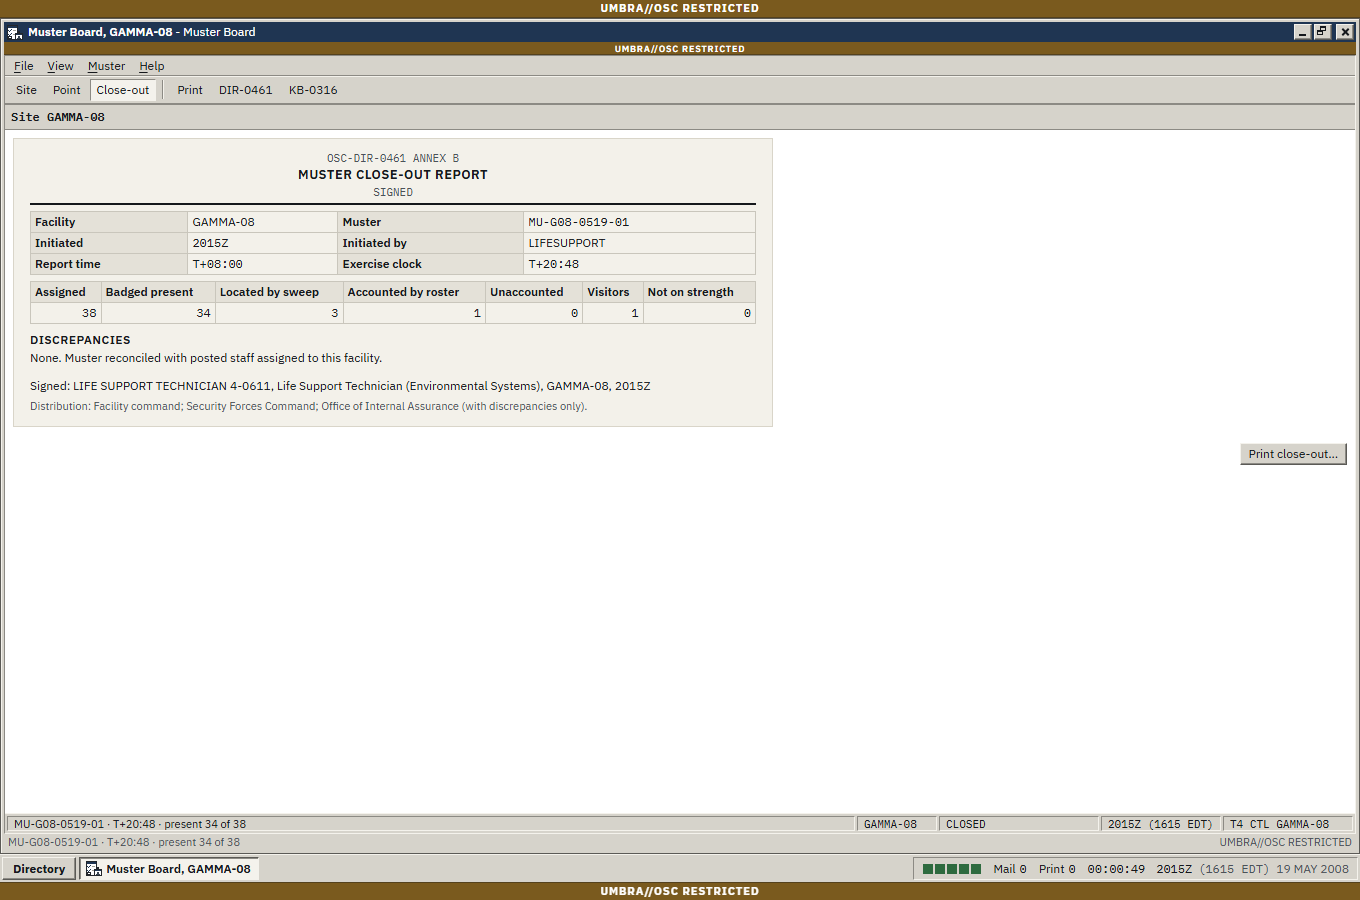 UMBRA//OSC RESTRICTED
Muster Board, GAMMA-08 - Muster Board
UMBRA//OSC RESTRICTED
File View Muster Help
Site Point Close-out Print DIR-0461 KB-0316
Site GAMMA-08
OSC-DIR-0461 ANNEX B
MUSTER CLOSE-OUT REPORT
SIGNED
Facility GAMMA-08 Muster MU-G08-0519-01
Initiated 2015Z Initiated by LIFESUPPORT
Report time T+08:00 Exercise clock T+20:48
Assigned Badged present Located by sweep Accounted by roster Unaccounted Visitors Not on strength
38 34 3 1 0 1 0
DISCREPANCIES
None. Muster reconciled with posted staff assigned to this facility.
Signed: LIFE SUPPORT TECHNICIAN 4-0611, Life Support Technician (Environmental Systems), GAMMA-08, 2015Z
Distribution: Facility command; Security Forces Command; Office of Internal Assurance (with discrepancies only).
Print close-out...
MU-G08-0519-01 · T+20:48 · present 34 of 38 GAMMA-08 CLOSED 2015Z (1615 EDT) T4 CTL GAMMA-08
MU-G08-0519-01 · T+20:48 · present 34 of 38 UMBRA//OSC RESTRICTED
Directory Muster Board, GAMMA-08 Mail 0 Print 0 00:00:49 2015Z (1615 EDT) 19 MAY 2008
UMBRA//OSC RESTRICTED